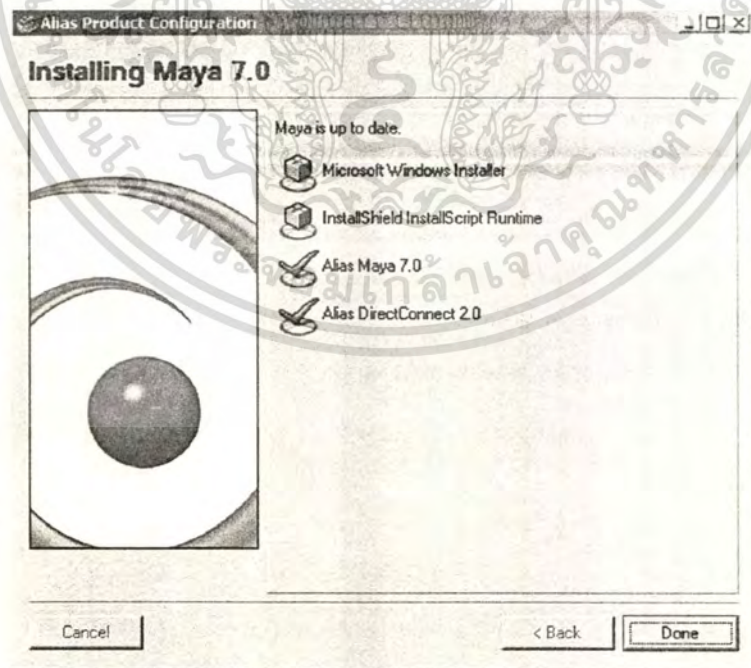 Alias Product Configuration
Installing Maya 7.0
Maya is up to date.
Microsoft Windows Installer
InstallShield InstallScript Runtime
Alias Maya 7.0
Alias DirectConnect 2.0
Cancel
< Back
Done